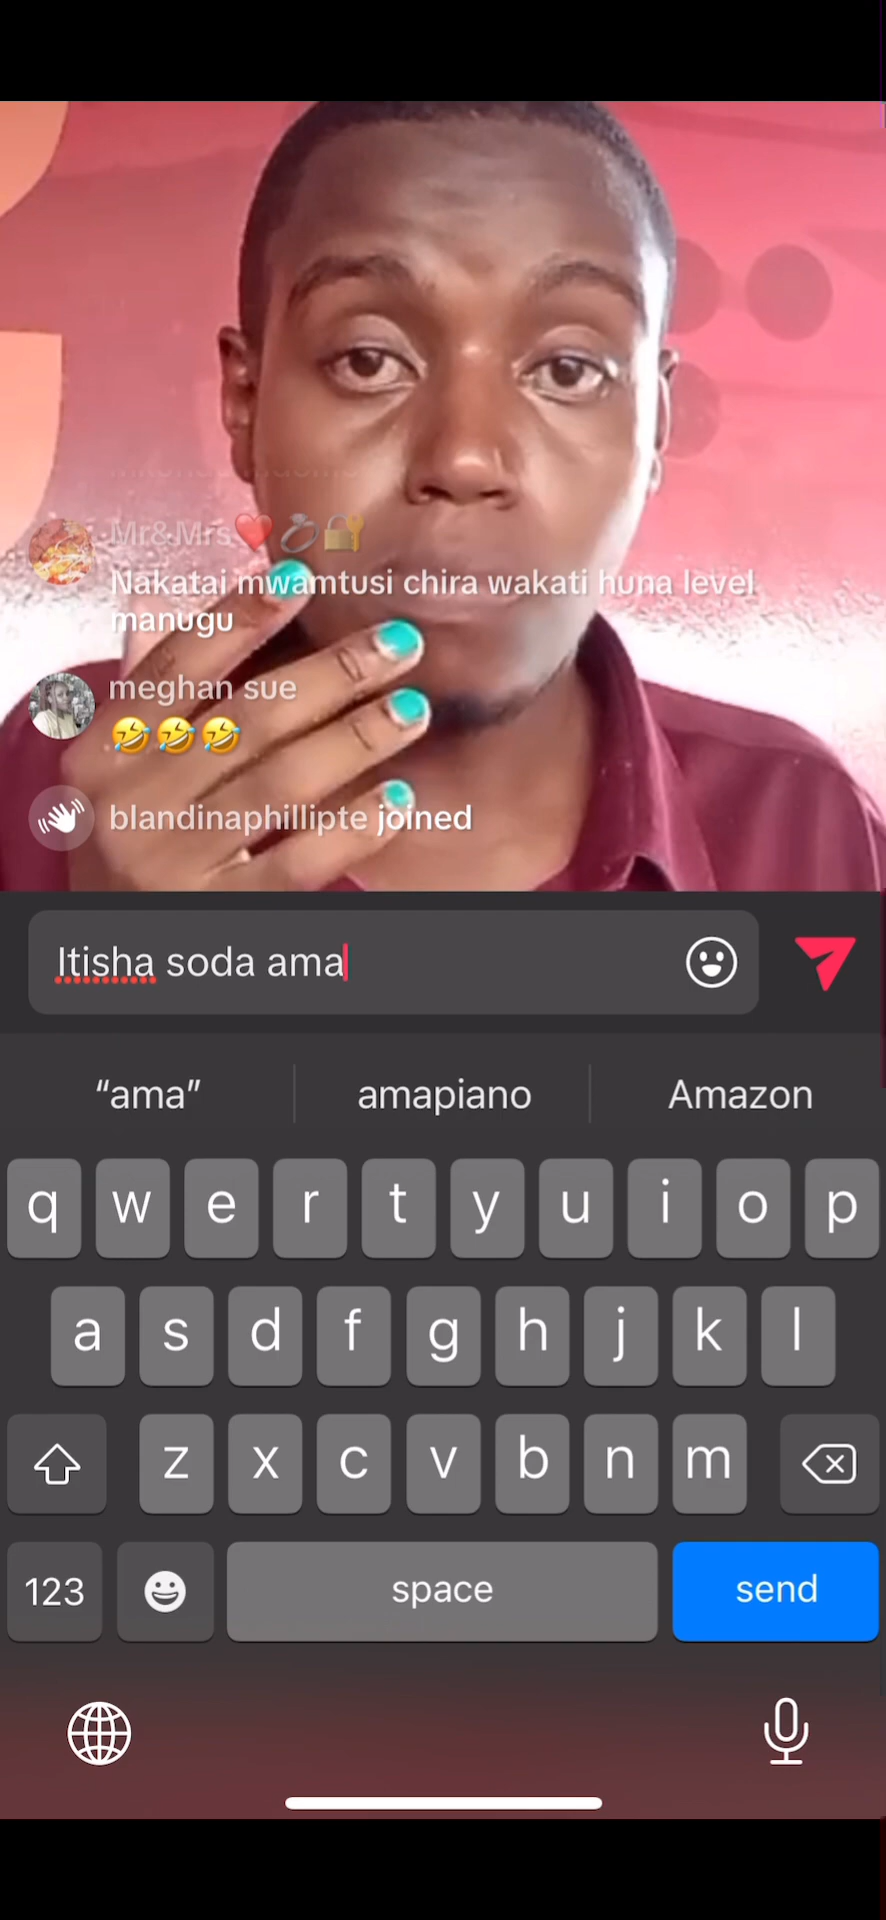 Mr&Mrs❤️💍🔐
Nakatai mwamtusi chira wakati huna level
manugu
meghan sue
🤣🤣🤣
blandinaphillipte joined
Itisha soda ama
“ama” amapiano Amazon
q w e r t y u i o p
a s d f g h j k l
z x c v b n m
123 space send